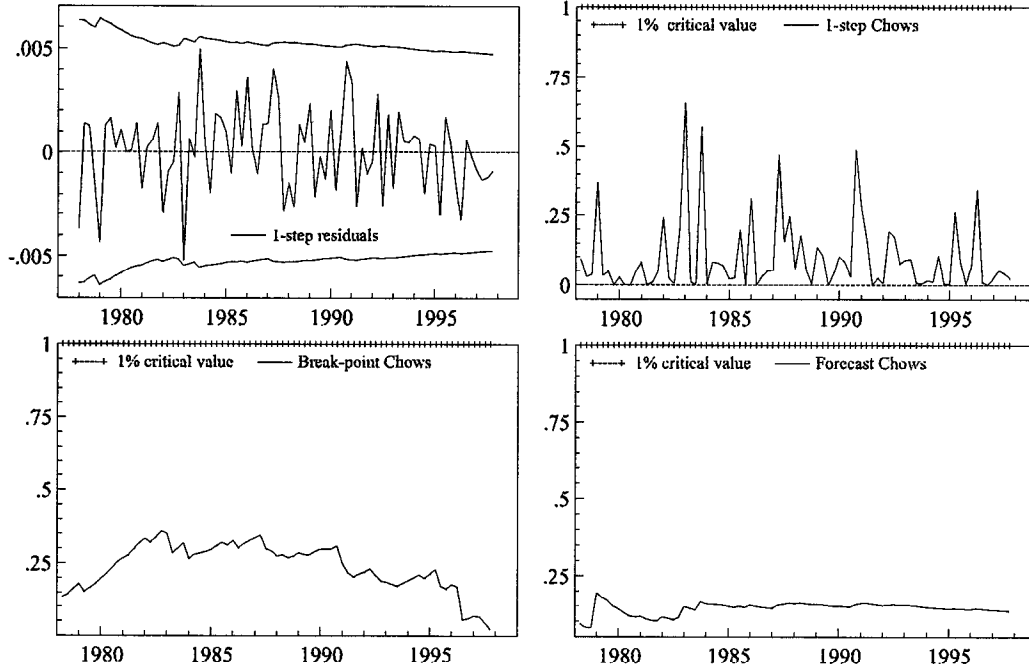 .005
0
-.005
1-step residuals
1980 1985 1990 1995
1
.75
.5
.25
0
1% critical value 1-step Chows
1980 1985 1990 1995
1
.75
.5
.25
1% critical value Break-point Chows
1980 1985 1990 1995
1
.75
.5
.25
1% critical value Forecast Chows
1980 1985 1990 1995